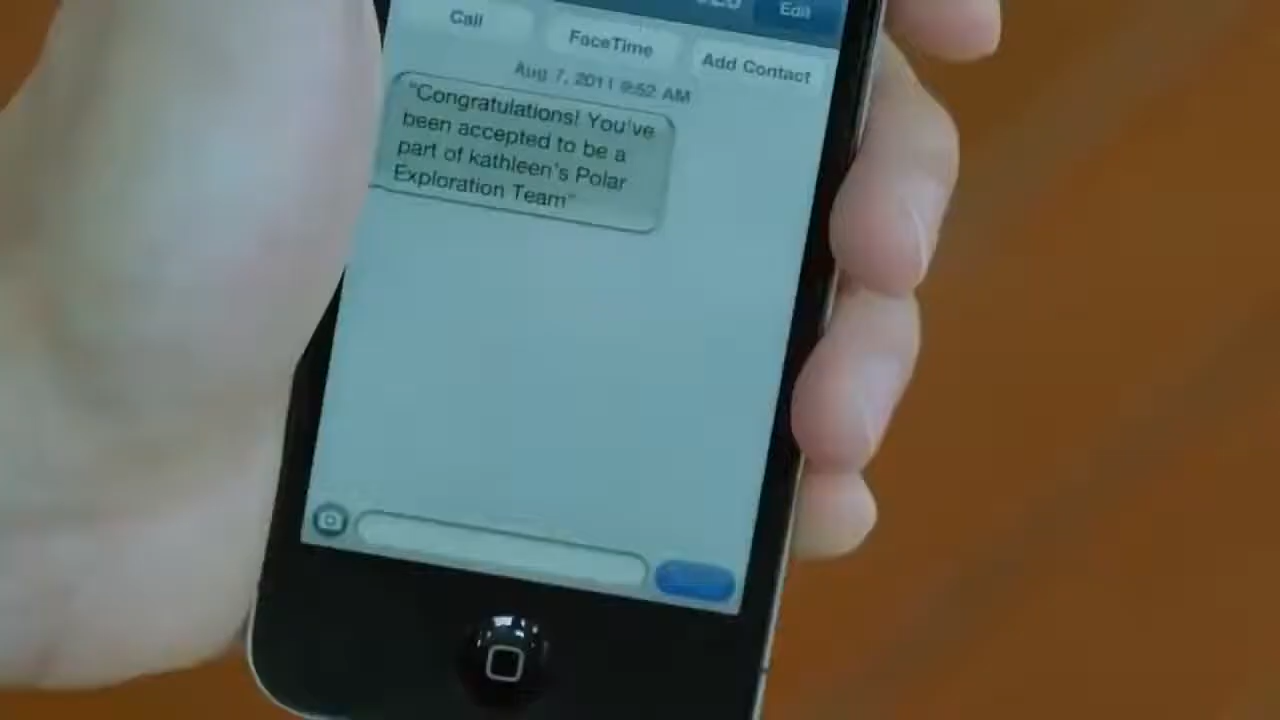 Edit
Call
FaceTime
Add Contact
Aug 7, 2011 9:52 AM
"Congratulations! You've
been accepted to be a
part of kathleen's Polar
Exploration Team"